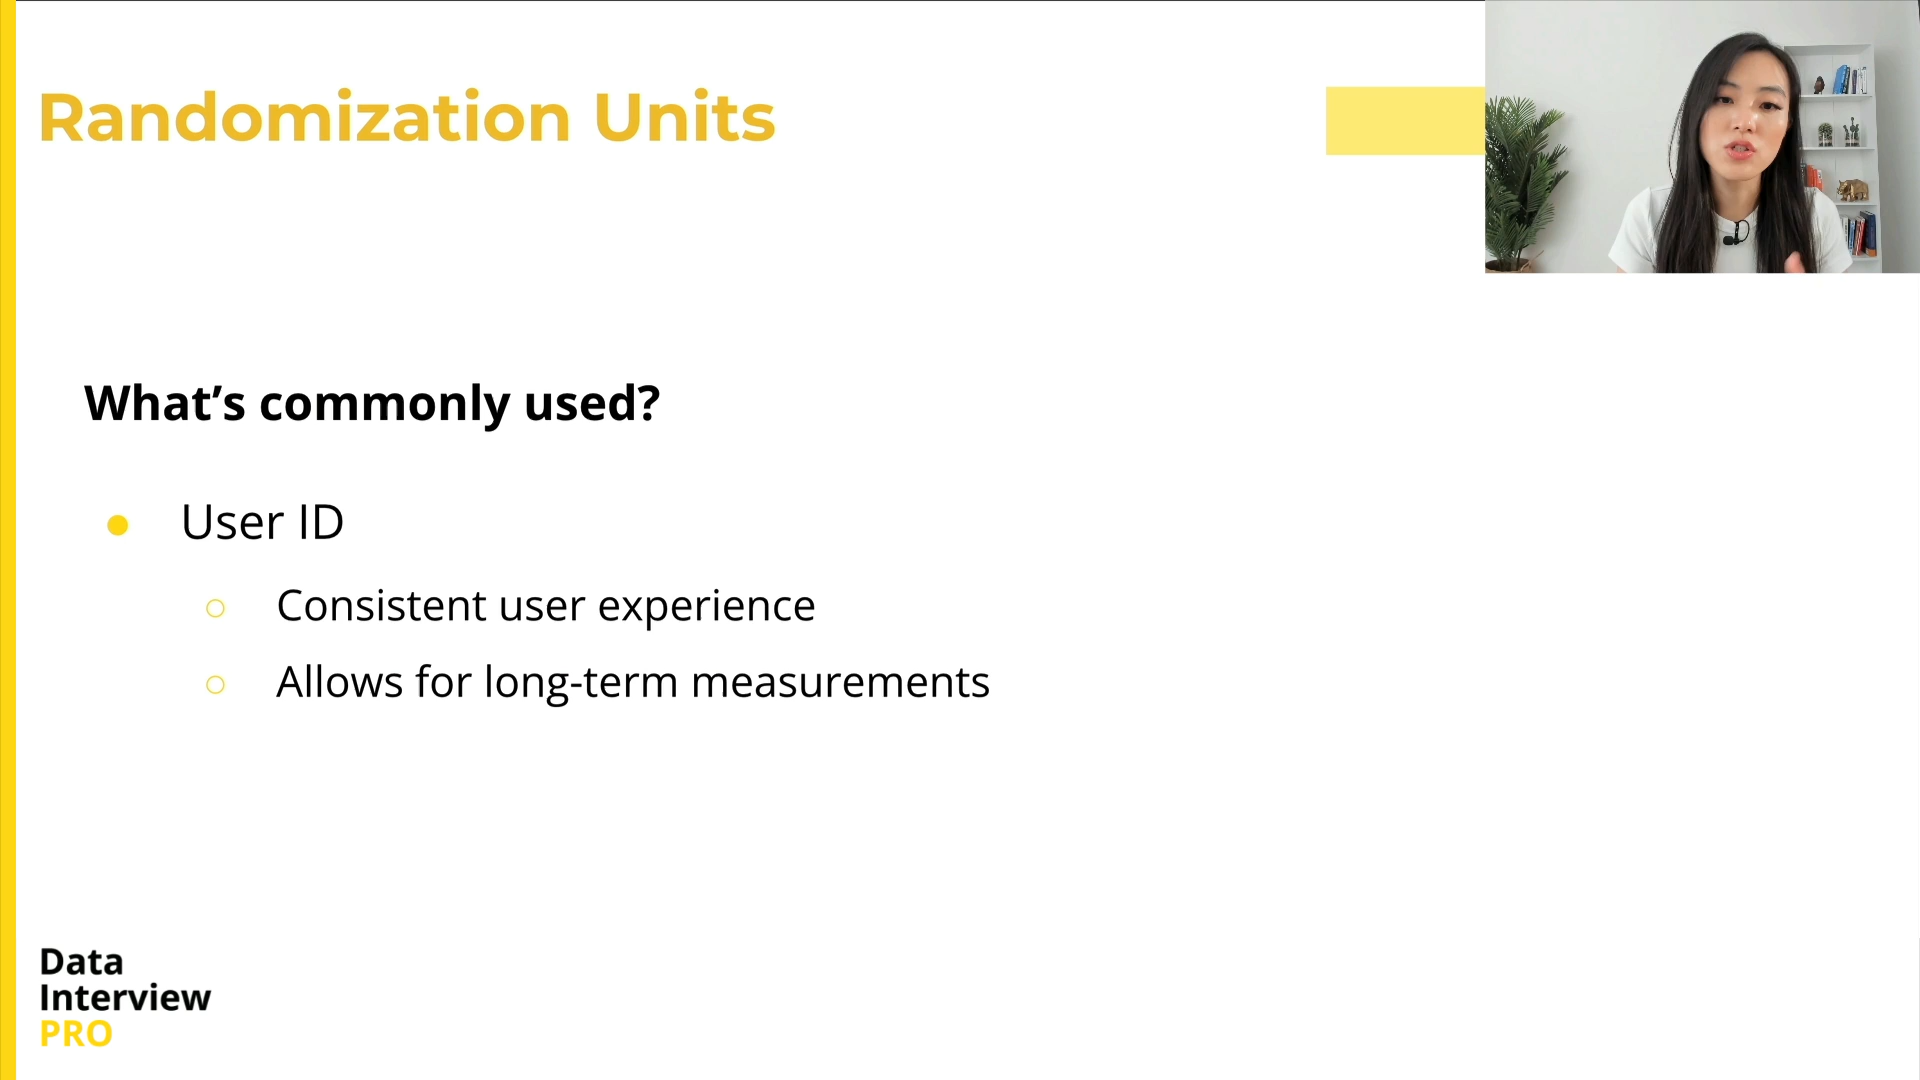 Randomization Units
What’s commonly used?
● User ID
○ Consistent user experience
○ Allows for long-term measurements
Data
Interview
PRO